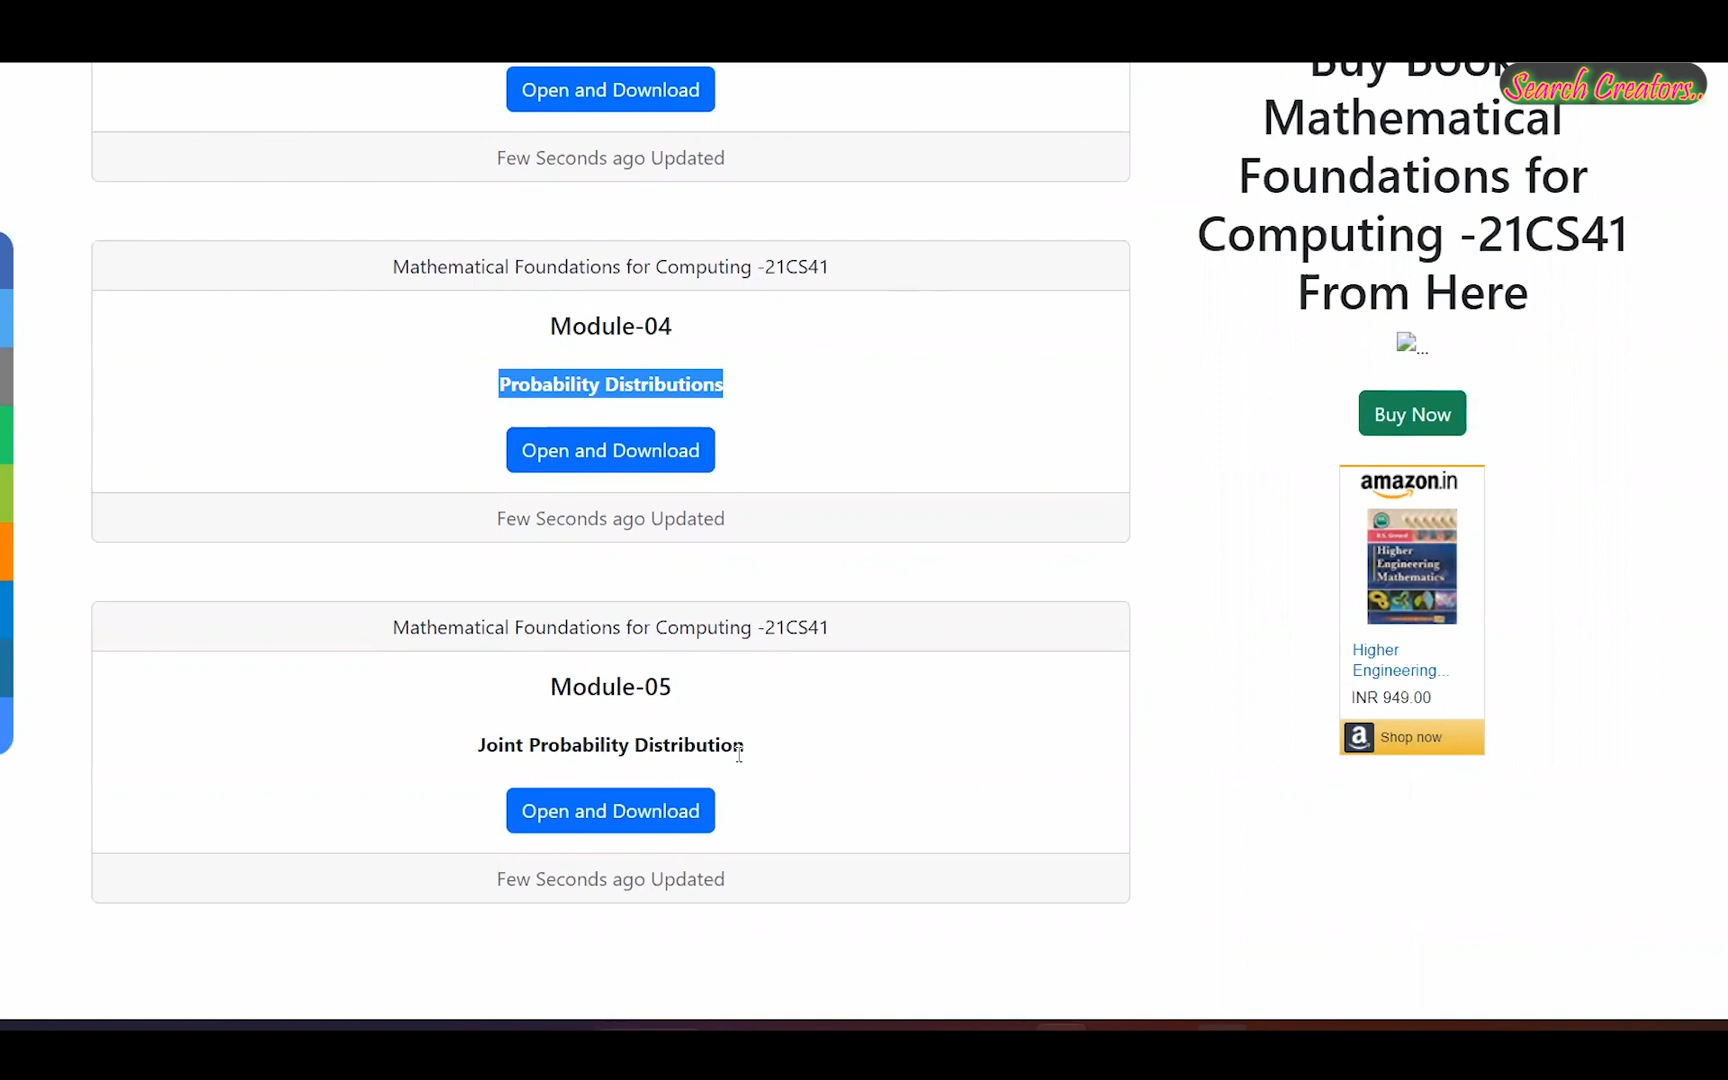 Open and Download
Few Seconds ago Updated
Mathematical Foundations for Computing -21CS41
Module-04
Probability Distributions
Open and Download
Few Seconds ago Updated
Mathematical Foundations for Computing -21CS41
Module-05
Joint Probability Distribution
Open and Download
Few Seconds ago Updated
Buy Book
Search Creators..
Mathematical
Foundations for
Computing -21CS41
From Here
...
Buy Now
amazon.in
Higher
Engineering
Mathematics
Higher
Engineering...
INR 949.00
Shop now